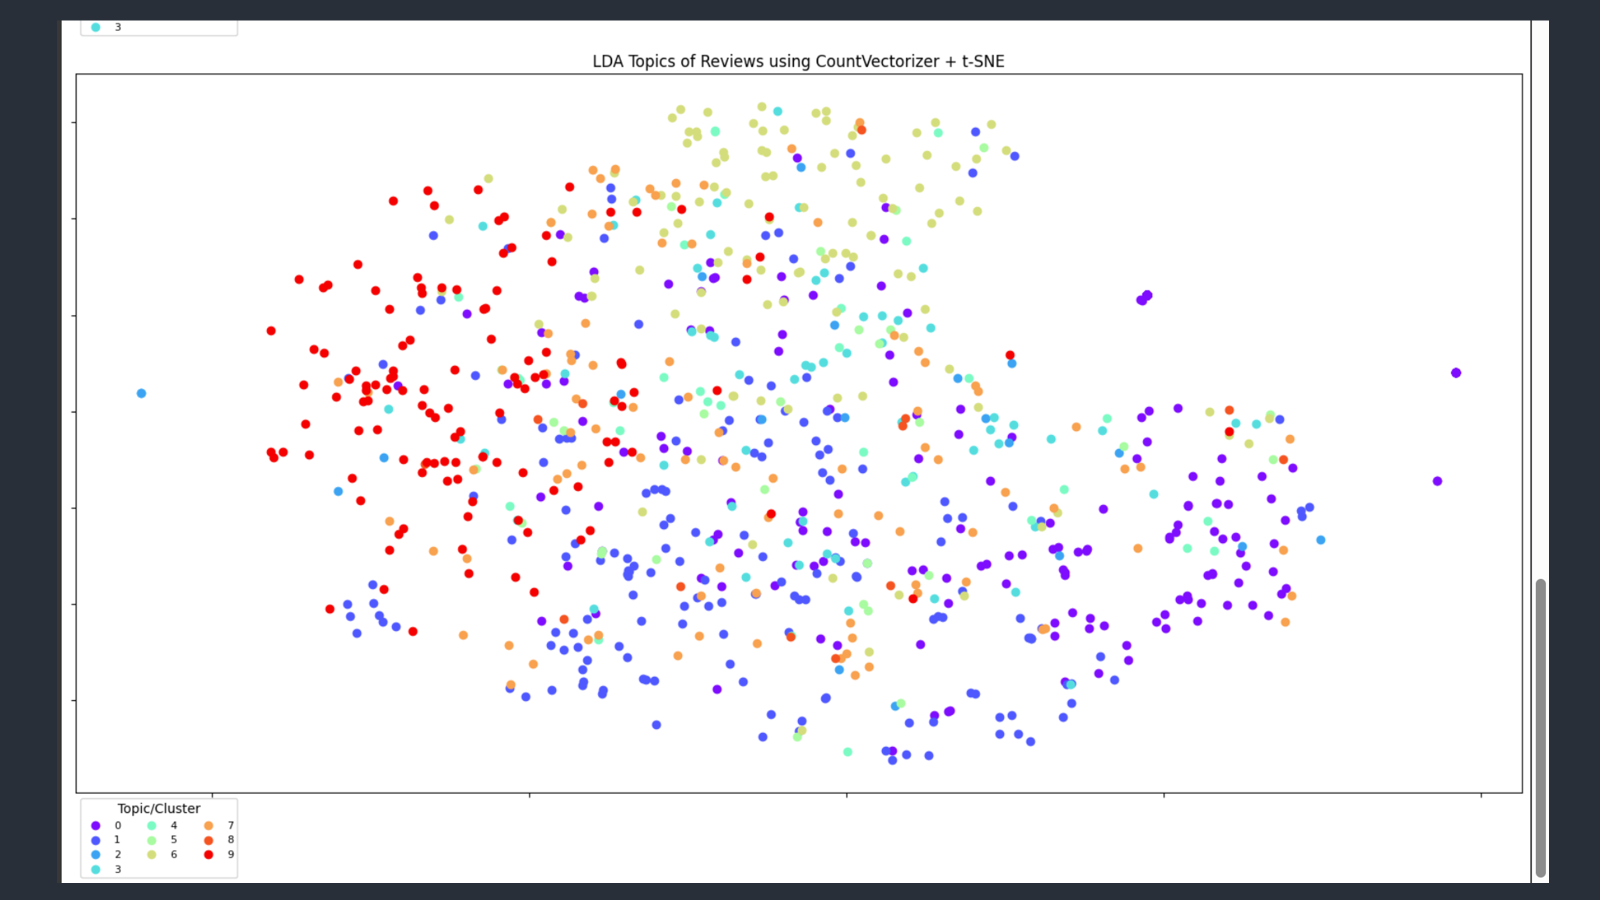 3
LDA Topics of Reviews using CountVectorizer + t-SNE
Topic/Cluster
0 4 7
1 5 8
2 6 9
3